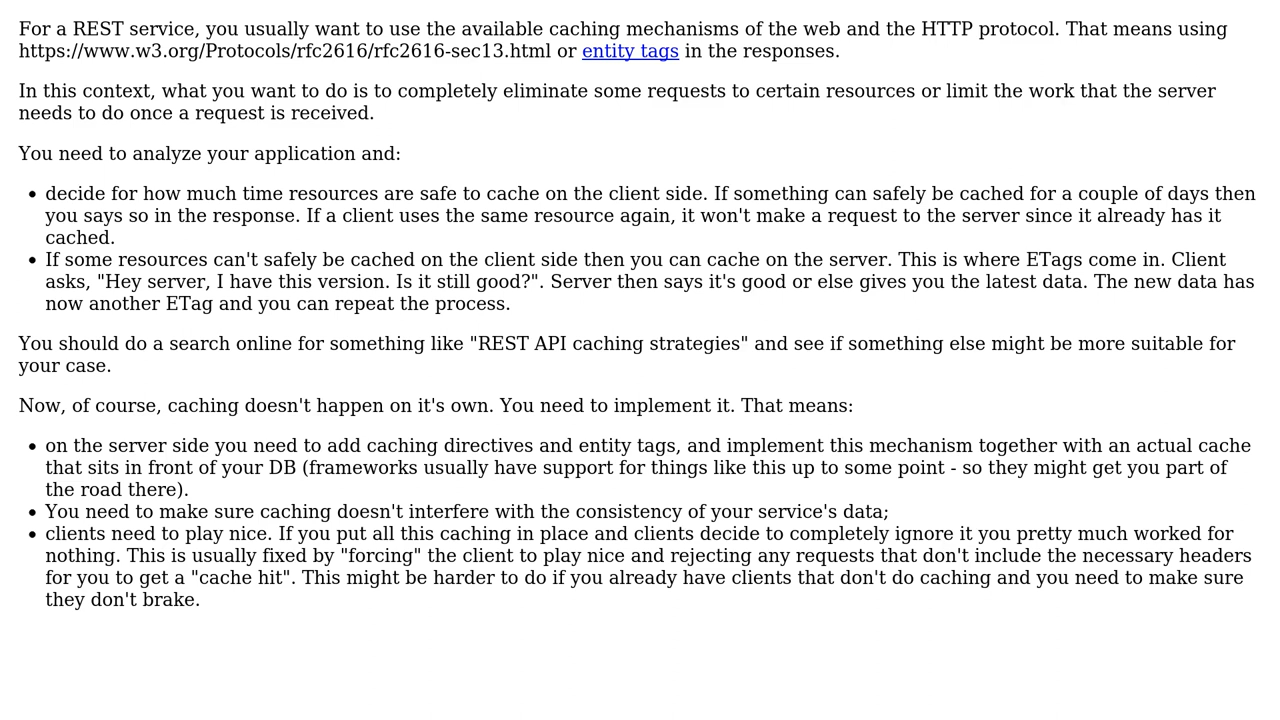 For a REST service, you usually want to use the available caching mechanisms of the web and the HTTP protocol. That means using
https://www.w3.org/Protocols/rfc2616/rfc2616-sec13.html or entity tags in the responses.
In this context, what you want to do is to completely eliminate some requests to certain resources or limit the work that the server
needs to do once a request is received.
You need to analyze your application and:
• decide for how much time resources are safe to cache on the client side. If something can safely be cached for a couple of days then
you says so in the response. If a client uses the same resource again, it won't make a request to the server since it already has it
cached.
• If some resources can't safely be cached on the client side then you can cache on the server. This is where ETags come in. Client
asks, "Hey server, I have this version. Is it still good?". Server then says it's good or else gives you the latest data. The new data has
now another ETag and you can repeat the process.
You should do a search online for something like "REST API caching strategies" and see if something else might be more suitable for
your case.
Now, of course, caching doesn't happen on it's own. You need to implement it. That means:
• on the server side you need to add caching directives and entity tags, and implement this mechanism together with an actual cache
that sits in front of your DB (frameworks usually have support for things like this up to some point - so they might get you part of
the road there).
• You need to make sure caching doesn't interfere with the consistency of your service's data;
• clients need to play nice. If you put all this caching in place and clients decide to completely ignore it you pretty much worked for
nothing. This is usually fixed by "forcing" the client to play nice and rejecting any requests that don't include the necessary headers
for you to get a "cache hit". This might be harder to do if you already have clients that don't do caching and you need to make sure
they don't brake.